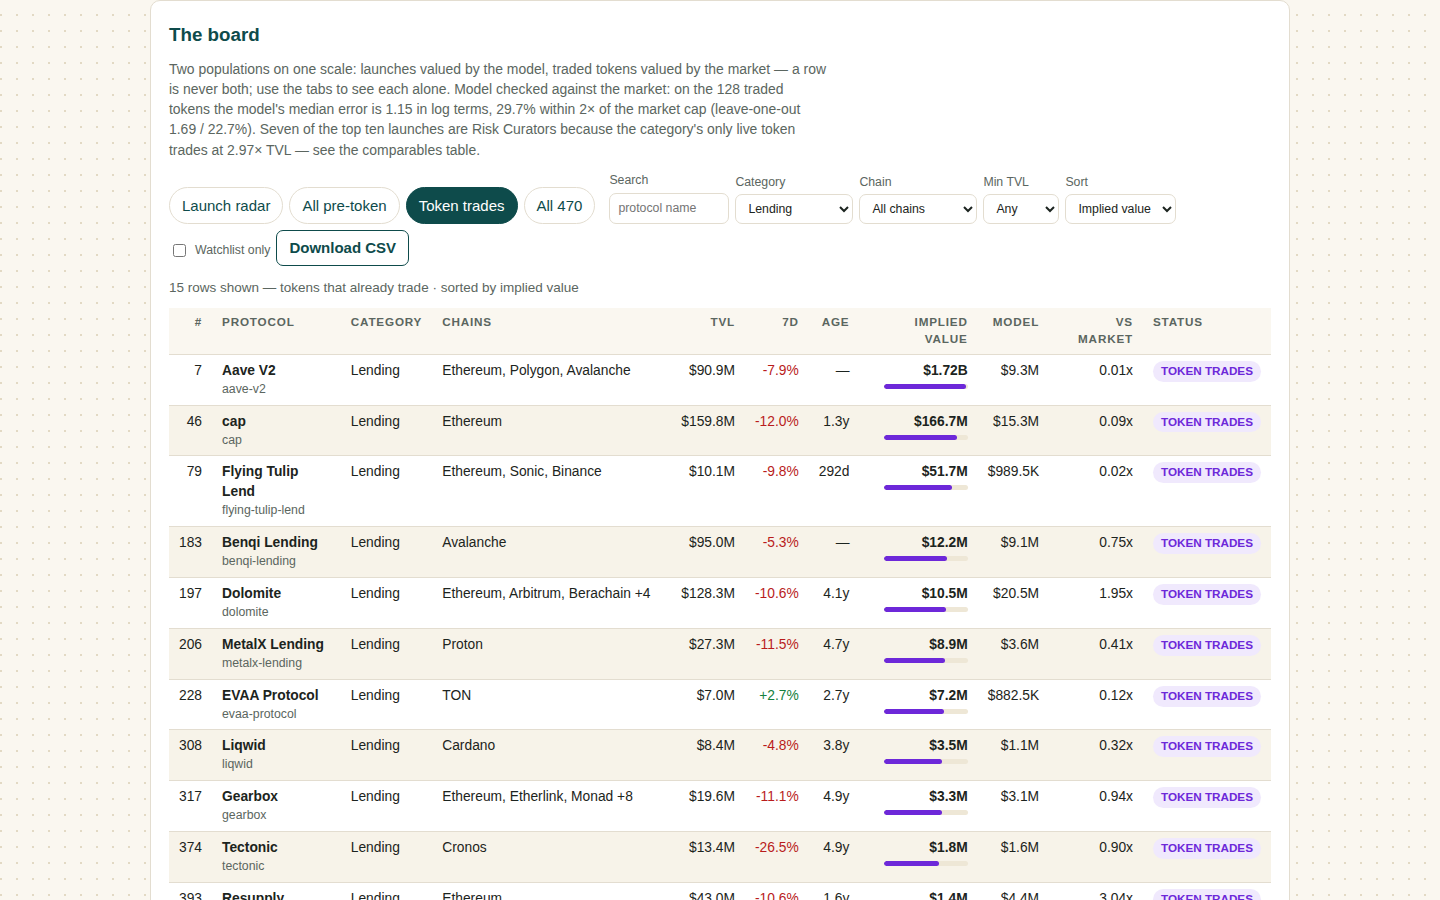 The board
Two populations on one scale: launches valued by the model, traded tokens valued by the market — a row
is never both; use the tabs to see each alone. Model checked against the market: on the 128 traded
tokens the model's median error is 1.15 in log terms, 29.7% within 2× of the market cap (leave-one-out
1.69 / 22.7%). Seven of the top ten launches are Risk Curators because the category's only live token
trades at 2.97× TVL — see the comparables table.
Search Category Chain Min TVL Sort
Launch radar All pre-token Token trades All 470 protocol name Lending All chains Any Implied value
Watchlist only Download CSV
15 rows shown — tokens that already trade · sorted by implied value
# PROTOCOL CATEGORY CHAINS TVL 7D AGE IMPLIED VALUE MODEL VS MARKET STATUS
7 Aave V2 Lending Ethereum, Polygon, Avalanche $90.9M -7.9% — $1.72B $9.3M 0.01x TOKEN TRADES
aave-v2
46 cap Lending Ethereum $159.8M -12.0% 1.3y $166.7M $15.3M 0.09x TOKEN TRADES
cap
79 Flying Tulip Lending Ethereum, Sonic, Binance $10.1M -9.8% 292d $51.7M $989.5K 0.02x TOKEN TRADES
Lend
flying-tulip-lend
183 Benqi Lending Lending Avalanche $95.0M -5.3% — $12.2M $9.1M 0.75x TOKEN TRADES
benqi-lending
197 Dolomite Lending Ethereum, Arbitrum, Berachain +4 $128.3M -10.6% 4.1y $10.5M $20.5M 1.95x TOKEN TRADES
dolomite
206 MetalX Lending Lending Proton $27.3M -11.5% 4.7y $8.9M $3.6M 0.41x TOKEN TRADES
metalx-lending
228 EVAA Protocol Lending TON $7.0M +2.7% 2.7y $7.2M $882.5K 0.12x TOKEN TRADES
evaa-protocol
308 Liqwid Lending Cardano $8.4M -4.8% 3.8y $3.5M $1.1M 0.32x TOKEN TRADES
liqwid
317 Gearbox Lending Ethereum, Etherlink, Monad +8 $19.6M -11.1% 4.9y $3.3M $3.1M 0.94x TOKEN TRADES
gearbox
374 Tectonic Lending Cronos $13.4M -26.5% 4.9y $1.8M $1.6M 0.90x TOKEN TRADES
tectonic
393 Resupply Lending Ethereum $43.0M -10.6% 1.6y $1.4M $4.4M 3.04x TOKEN TRADES